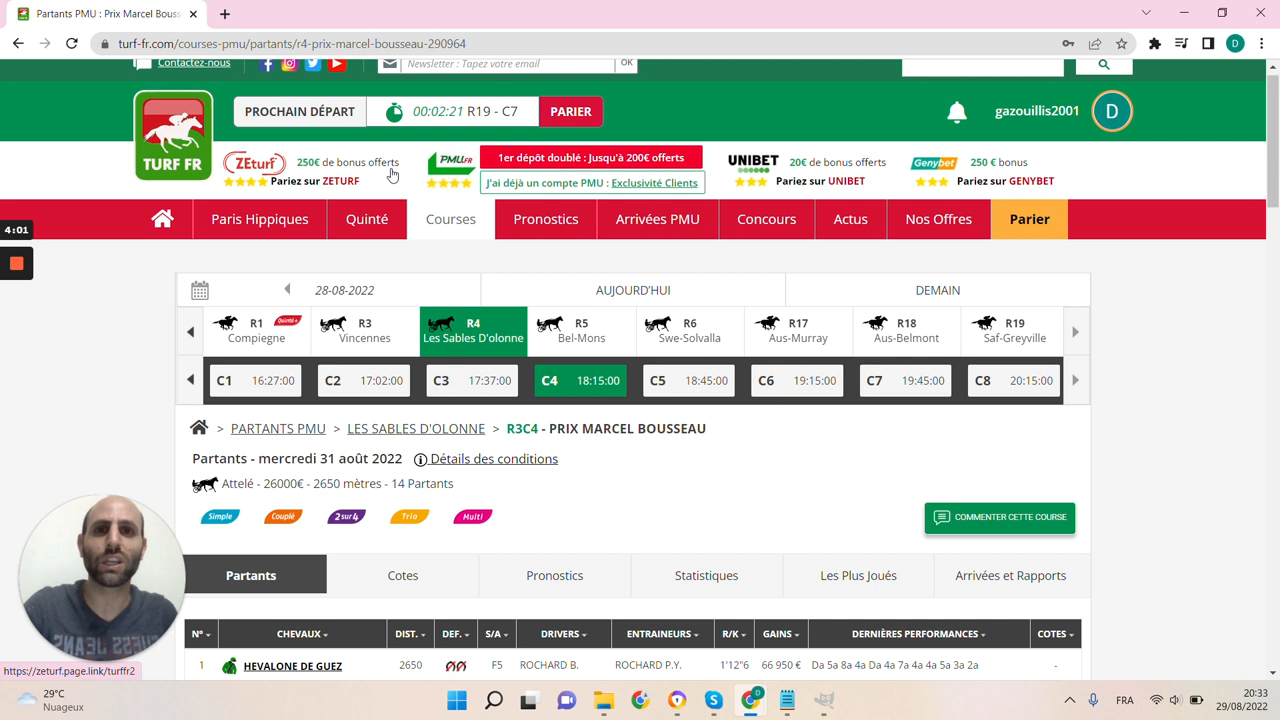 Partants PMU : Prix Marcel Bouss
turf-fr.com/courses-pmu/partants/r4-prix-marcel-bousseau-290964
D
Contactez-nous
Newsletter : Tapez votre email
OK
PROCHAIN DÉPART
00:02:21 R19 - C7
PARIER
gazouillis2001
D
TURF FR
ZEturf
250€ de bonus offerts
Pariez sur ZETURF
PMU.FR
1er dépôt doublé : Jusqu'à 200€ offerts
J'ai déjà un compte PMU : Exclusivité Clients
UNIBET
20€ de bonus offerts
Pariez sur UNIBET
Genybet
250 € bonus
Pariez sur GENYBET
Paris Hippiques
Quinté
Courses
Pronostics
Arrivées PMU
Concours
Actus
Nos Offres
Parier
4:01
28-08-2022
AUJOURD'HUI
DEMAIN
R1 Quinté+
Compiegne
R3
Vincennes
R4
Les Sables D'olonne
R5
Bel-Mons
R6
Swe-Solvalla
R17
Aus-Murray
R18
Aus-Belmont
R19
Saf-Greyville
C1 16:27:00
C2 17:02:00
C3 17:37:00
C4 18:15:00
C5 18:45:00
C6 19:15:00
C7 19:45:00
C8 20:15:00
> PARTANTS PMU > LES SABLES D'OLONNE > R3C4 - PRIX MARCEL BOUSSEAU
Partants - mercredi 31 août 2022 Détails des conditions
Attelé - 26000€ - 2650 mètres - 14 Partants
Simple
Couplé
2sur4
Trio
Multi
COMMENTER CETTE COURSE
Partants
Cotes
Pronostics
Statistiques
Les Plus Joués
Arrivées et Rapports
N° CHEVAUX DIST. DEF. S/A DRIVERS ENTRAINEURS R/K GAINS DERNIÈRES PERFORMANCES COTES
1 HEVALONE DE GUEZ 2650 F5 ROCHARD B. ROCHARD P.Y. 1'12"6 66 950 € Da 5a 8a 4a Da 4a 7a 4a 4a 5a 3a 2a -
https://zeturf.page.link/turffr2
29°C
Nuageux
D
FRA
20:33
29/08/2022